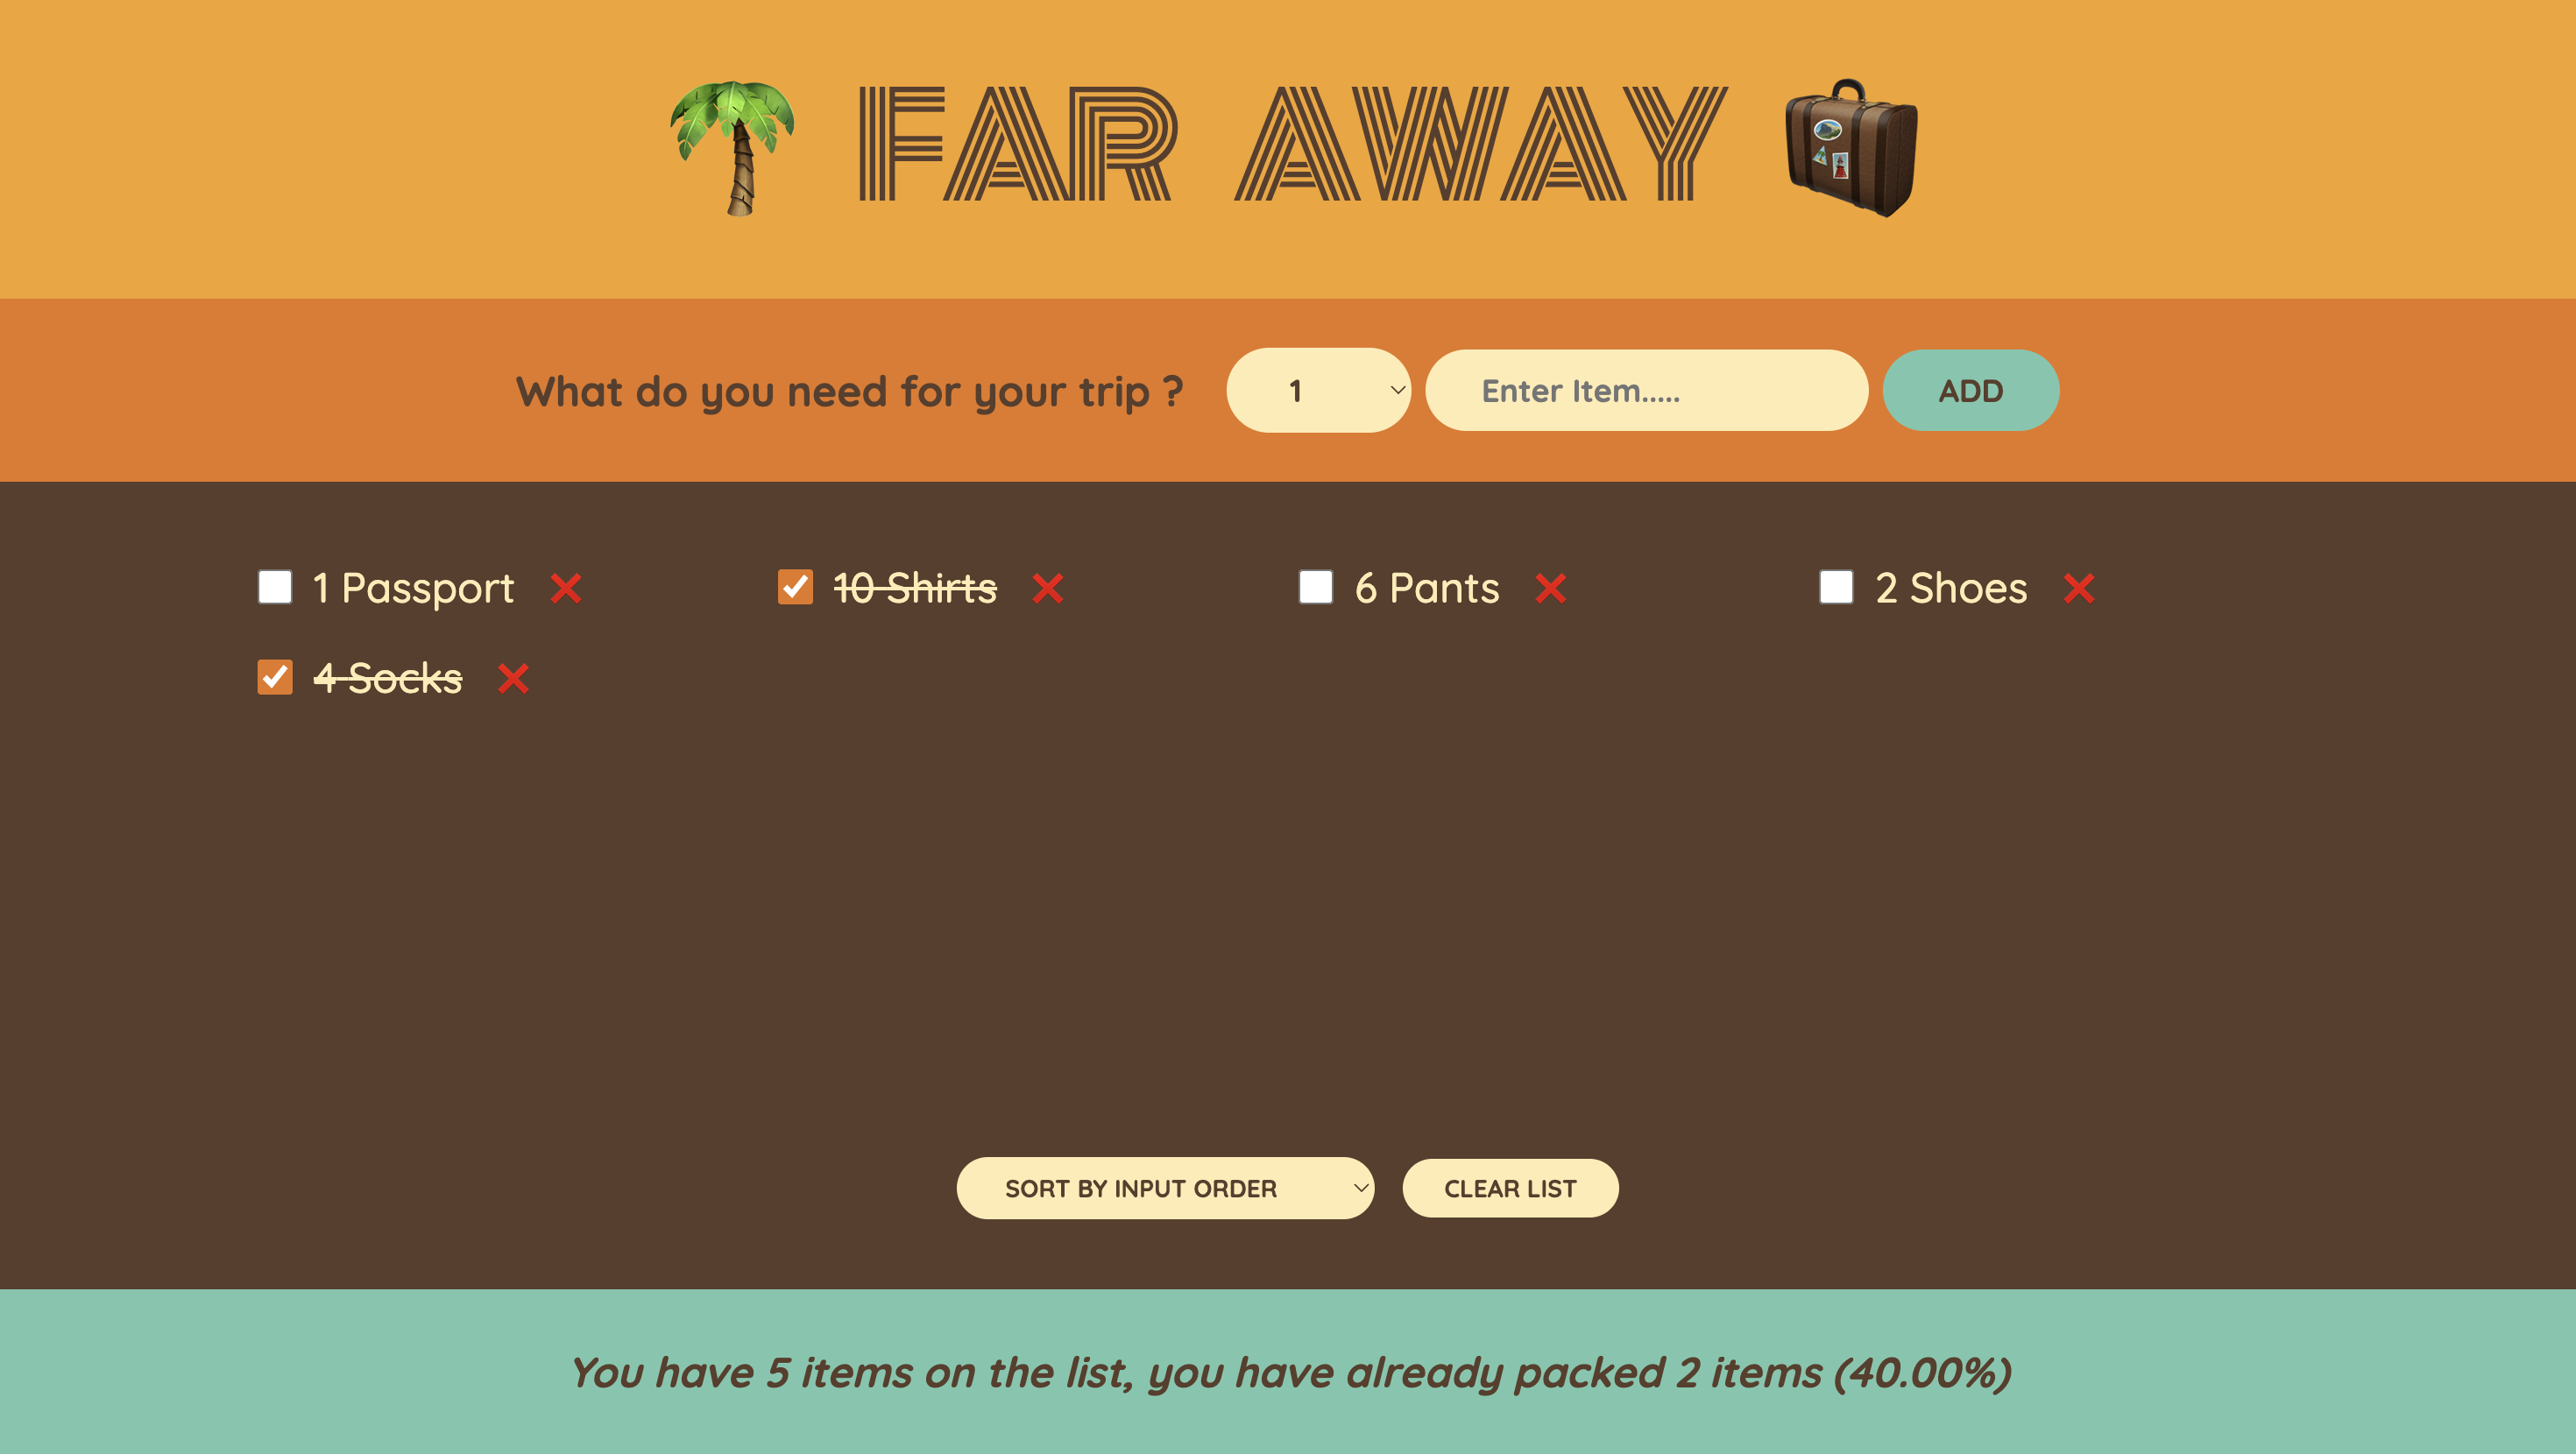 FAR AWAY
What do you need for your trip ? 1 Enter Item..... ADD
1 Passport ❌ 10 Shirts ❌ 6 Pants ❌ 2 Shoes ❌
4 Socks ❌
SORT BY INPUT ORDER CLEAR LIST
You have 5 items on the list, you have already packed 2 items (40.00%)